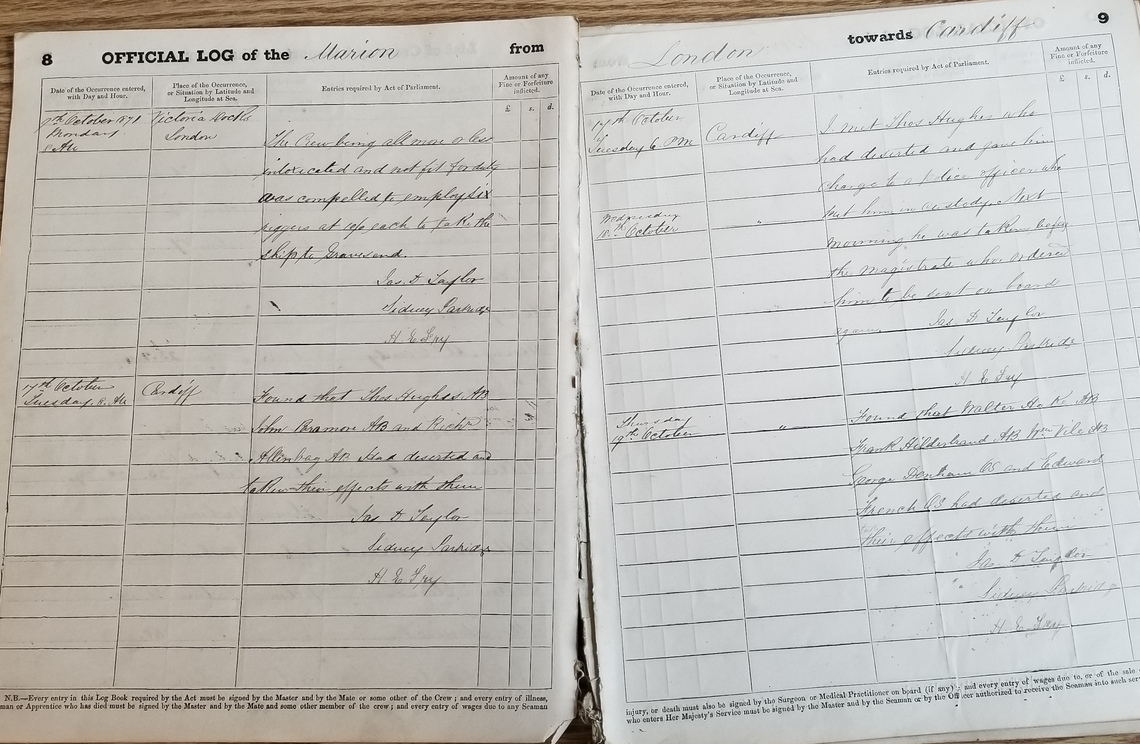 8 OFFICIAL LOG of the Marion from
Date of the Occurrence entered, with Day and Hour.
Place of the Occurrence, or Situation by Latitude and Longitude at Sea.
Entries required by Act of Parliament.
Amount of any Fine or Forfeiture inflicted.
£ s. d.
9th October 1871
Monday
8 AM
Victoria Docks
London
The Crew being all more or less
intoxicated and not fit for duty
was compelled to employ six
riggers at each to take the
ship to Gravesend.
Jas. D Taylor
Sidney
H E Fry
17th October
Tuesday, 8. AM
Cardiff
Found that Thos Hughes AB
John AB and Richd
AB Had deserted and
taken their effects with them
Jas D Taylor
Sidney
H E Fry
N.B.—Every entry in this Log Book required by the Act must be signed by the Master and by the Mate or some other of the Crew; and every entry of illness,
man or Apprentice who has died must be signed by the Master and by the Mate and some other member of the crew; and every entry of wages due to any Seaman
London towards Cardiff 9
Date of the Occurrence entered, with Day and Hour.
Place of the Occurrence, or Situation by Latitude and Longitude at Sea.
Entries required by Act of Parliament.
Amount of any Fine or Forfeiture inflicted.
£ s. d.
17th October
Tuesday 6 PM
Cardiff
I met Thos Hughes who
had deserted and gave him
charge to a Police officer who
put him in custody. Next
morning he was taken before
the Magistrate who ordered
him to be sent on board
again
Wednesday
18th October
"
Jas D Taylor
Sidney
H E Fry
Thursday
19th October
"
Found that Walter AB
Frank Hilderbrand AB Wm Vile AB
George Denham OS and Edward
French OS had deserted and
their effects with them
Jas. D Taylor
Sidney
H E Fry
injury, or death must also be signed by the Surgeon or Medical Practitioner on board (if any); and every entry of wages due to, or of the sale
who enters Her Majesty's Service must be signed by the Master and by the Seaman or by the Officer authorized to receive the Seaman into such